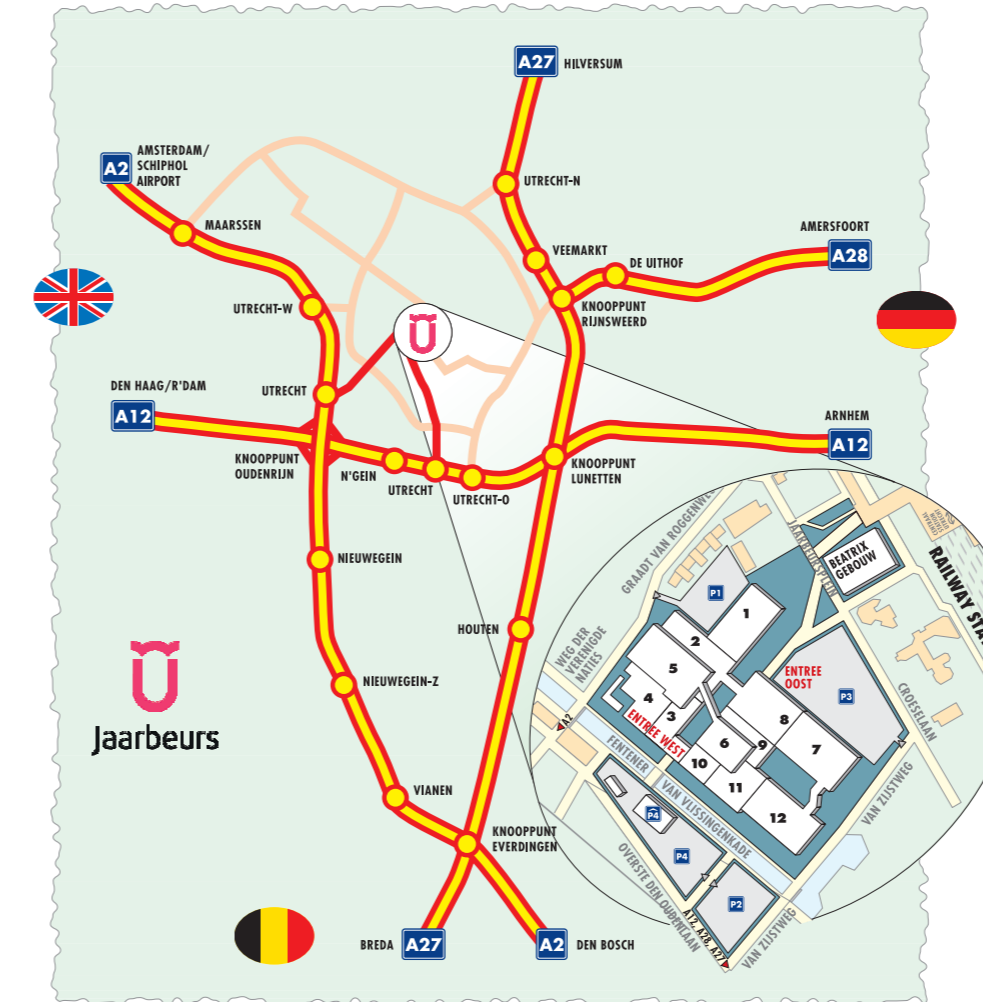 A27
HILVERSUM
A2
AMSTERDAM/
SCHIPHOL
AIRPORT
UTRECHT-N
MAARSSEN
AMERSFOORT
A28
VEEMARKT
DE UITHOF
UTRECHT-W
KNOOPPUNT
RIJNSWEERD
DEN HAAG/R'DAM
A12
UTRECHT
ARNHEM
A12
KNOOPPUNT
OUDENRIJN
N'GEIN
UTRECHT
UTRECHT-O
KNOOPPUNT
LUNETTEN
NIEUWEGEIN
HOUTEN
NIEUWEGEIN-Z
Jaarbeurs
VIANEN
KNOOPPUNT
EVERDINGEN
BREDA
A27
A2
DEN BOSCH
GRAADT VAN ROGGENWEG
JAARBEURSPLEIN
BEATRIX
GEBOUW
RAILWAY STA
P1
1
2
WEG DER
VERENIGDE
NATIES
5
4
3
ENTREE WEST
ENTREE
OOST
P3
CROESELAAN
8
7
6
9
10
11
12
A2
FENTENER
VAN VLISSINGENKADE
VAN ZIJSTWEG
P4
P4
P2
OVERSTE DEN OUDENLAAN
A12, A28, A27
VAN ZIJSTWEG